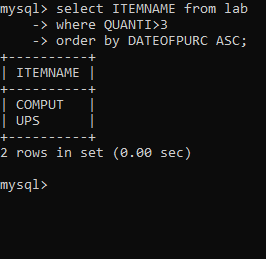 mysql> select ITEMNAME from lab
    -> where QUANTI>3
    -> order by DATEOFPURC ASC;
+----------+
| ITEMNAME |
+----------+
| COMPUT   |
| UPS      |
+----------+
2 rows in set (0.00 sec)
mysql>